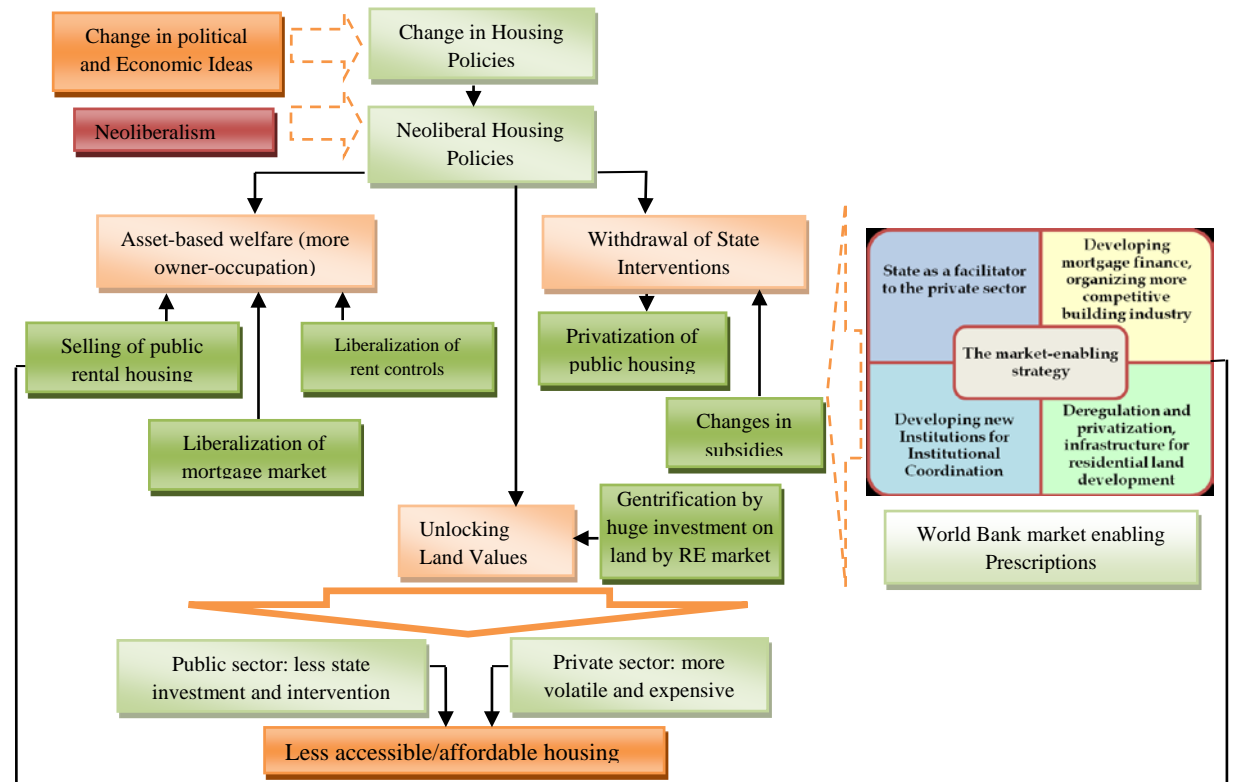 Change in political
and Economic Ideas
Change in Housing
Policies
Neoliberalism
Neoliberal Housing
Policies
Asset-based welfare (more
owner-occupation)
Withdrawal of State
Interventions
Selling of public
rental housing
Liberalization of
rent controls
Privatization of
public housing
Liberalization of
mortgage market
Changes in
subsidies
Unlocking
Land Values
Gentrification by
huge investment on
land by RE market
State as a facilitator
to the private sector
Developing
mortgage finance,
organizing more
competitive
building industry
The market-enabling
strategy
Developing new
Institutions for
Institutional
Coordination
Deregulation and
privatization,
infrastructure for
residential land
development
World Bank market enabling
Prescriptions
Public sector: less state
investment and intervention
Private sector: more
volatile and expensive
Less accessible/affordable housing